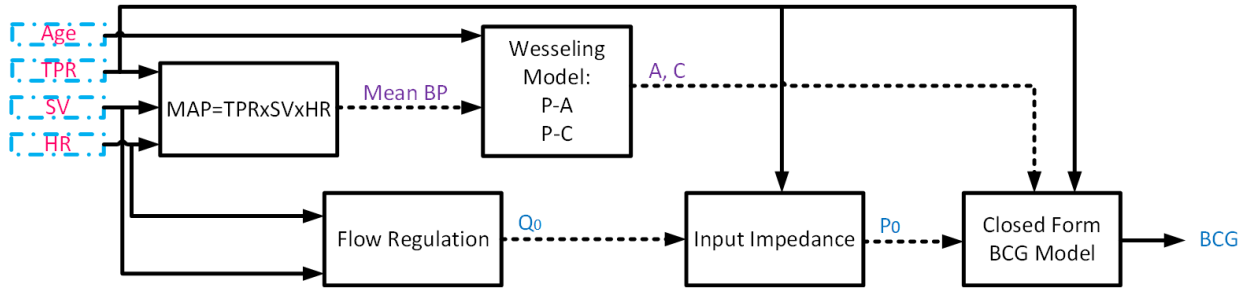 Age
TPR
SV
HR
MAP=TPRxSVxHR
Mean BP
Wesseling
Model:
P-A
P-C
A, C
Flow Regulation
Q0
Input Impedance
P0
Closed Form
BCG Model
BCG